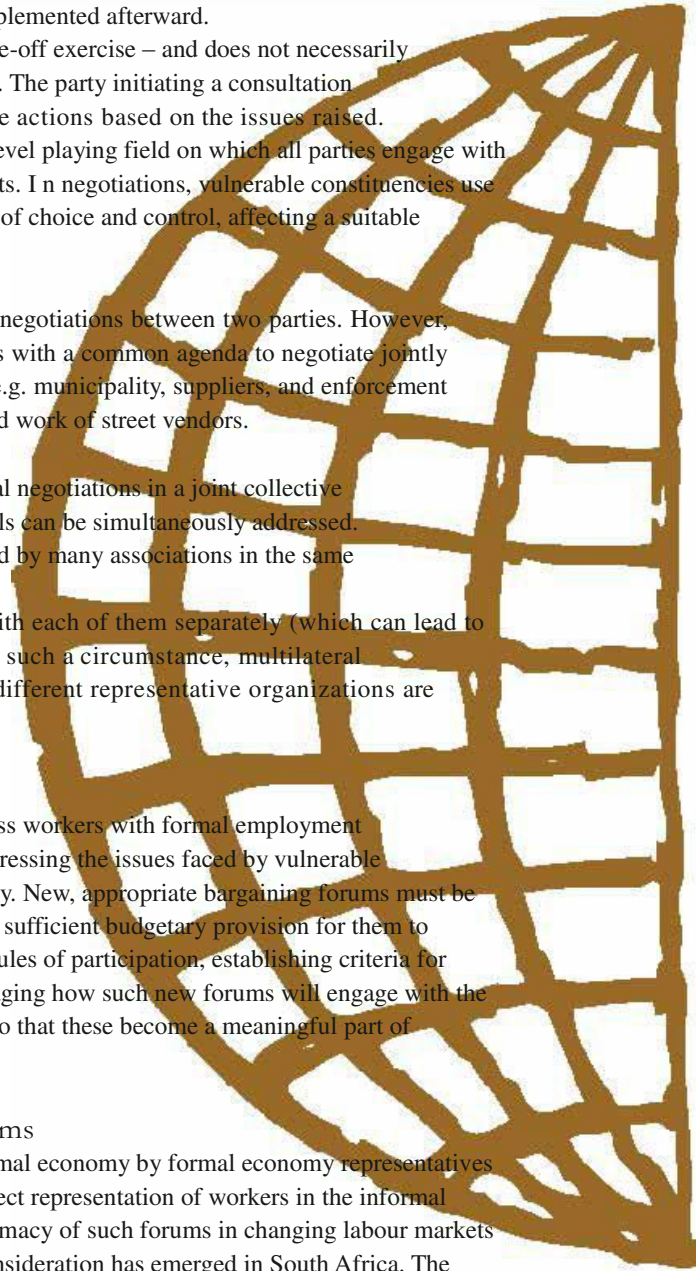 plemented afterward.
e-off exercise – and does not necessarily
. The party initiating a consultation
e actions based on the issues raised.
evel playing field on which all parties engage with
ts. I n negotiations, vulnerable constituencies use
of choice and control, affecting a suitable
negotiations between two parties. However,
s with a common agenda to negotiate jointly
e.g. municipality, suppliers, and enforcement
d work of street vendors.
al negotiations in a joint collective
ls can be simultaneously addressed.
d by many associations in the same
ith each of them separately (which can lead to
such a circumstance, multilateral
different representative organizations are
ss workers with formal employment
ressing the issues faced by vulnerable
y. New, appropriate bargaining forums must be
sufficient budgetary provision for them to
ules of participation, establishing criteria for
ging how such new forums will engage with the
o that these become a meaningful part of
ms
mal economy by formal economy representatives
ect representation of workers in the informal
macy of such forums in changing labour markets
nsideration has emerged in South Africa. The